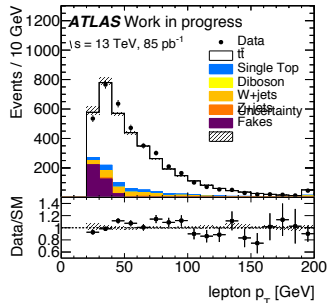 ATLAS Work in progress
√s = 13 TeV, 85 pb⁻¹
Data
tt̄
Single Top
Diboson
W+jets
Z+jets
Uncertainty
Fakes
Events / 10 GeV
1200
1000
800
600
400
200
Data/SM
1.4
1.2
1
0.8
0.6
0 50 100 150 200
lepton p_T [GeV]